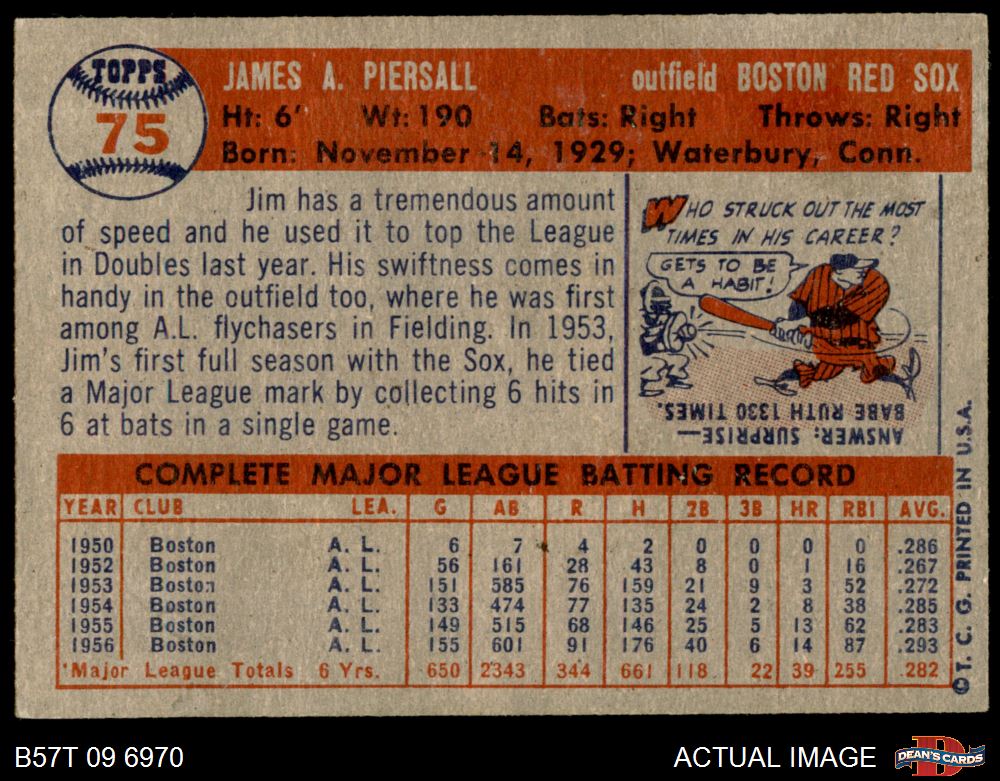 TOPPS
75
JAMES A. PIERSALL outfield BOSTON RED SOX
Ht: 6' Wt: 190 Bats: Right Throws: Right
Born: November 14, 1929; Waterbury, Conn.
Jim has a tremendous amount
of speed and he used it to top the League
in Doubles last year. His swiftness comes in
handy in the outfield too, where he was first
among A.L. flychasers in Fielding. In 1953,
Jim's first full season with the Sox, he tied
a Major League mark by collecting 6 hits in
6 at bats in a single game.
WHO STRUCK OUT THE MOST
TIMES IN HIS CAREER?
GETS TO BE
A HABIT!
ANSWER: SURPRISE—
BABE RUTH 1330 TIMES.
COMPLETE MAJOR LEAGUE BATTING RECORD
YEAR CLUB LEA. G AB R H 2B 3B HR RBI AVG.
1950 Boston A. L. 6 7 4 2 0 0 0 0 .286
1952 Boston A. L. 56 161 28 43 8 0 1 16 .267
1953 Boston A. L. 151 585 76 159 21 9 3 52 .272
1954 Boston A. L. 133 474 77 135 24 2 8 38 .285
1955 Boston A. L. 149 515 68 146 25 5 13 62 .283
1956 Boston A. L. 155 601 91 176 40 6 14 87 .293
Major League Totals 6 Yrs. 650 2343 344 661 118 22 39 255 .282
© T. C. G. PRINTED IN U.S.A.
B57T 09 6970 ACTUAL IMAGE
DEAN'S CARDS